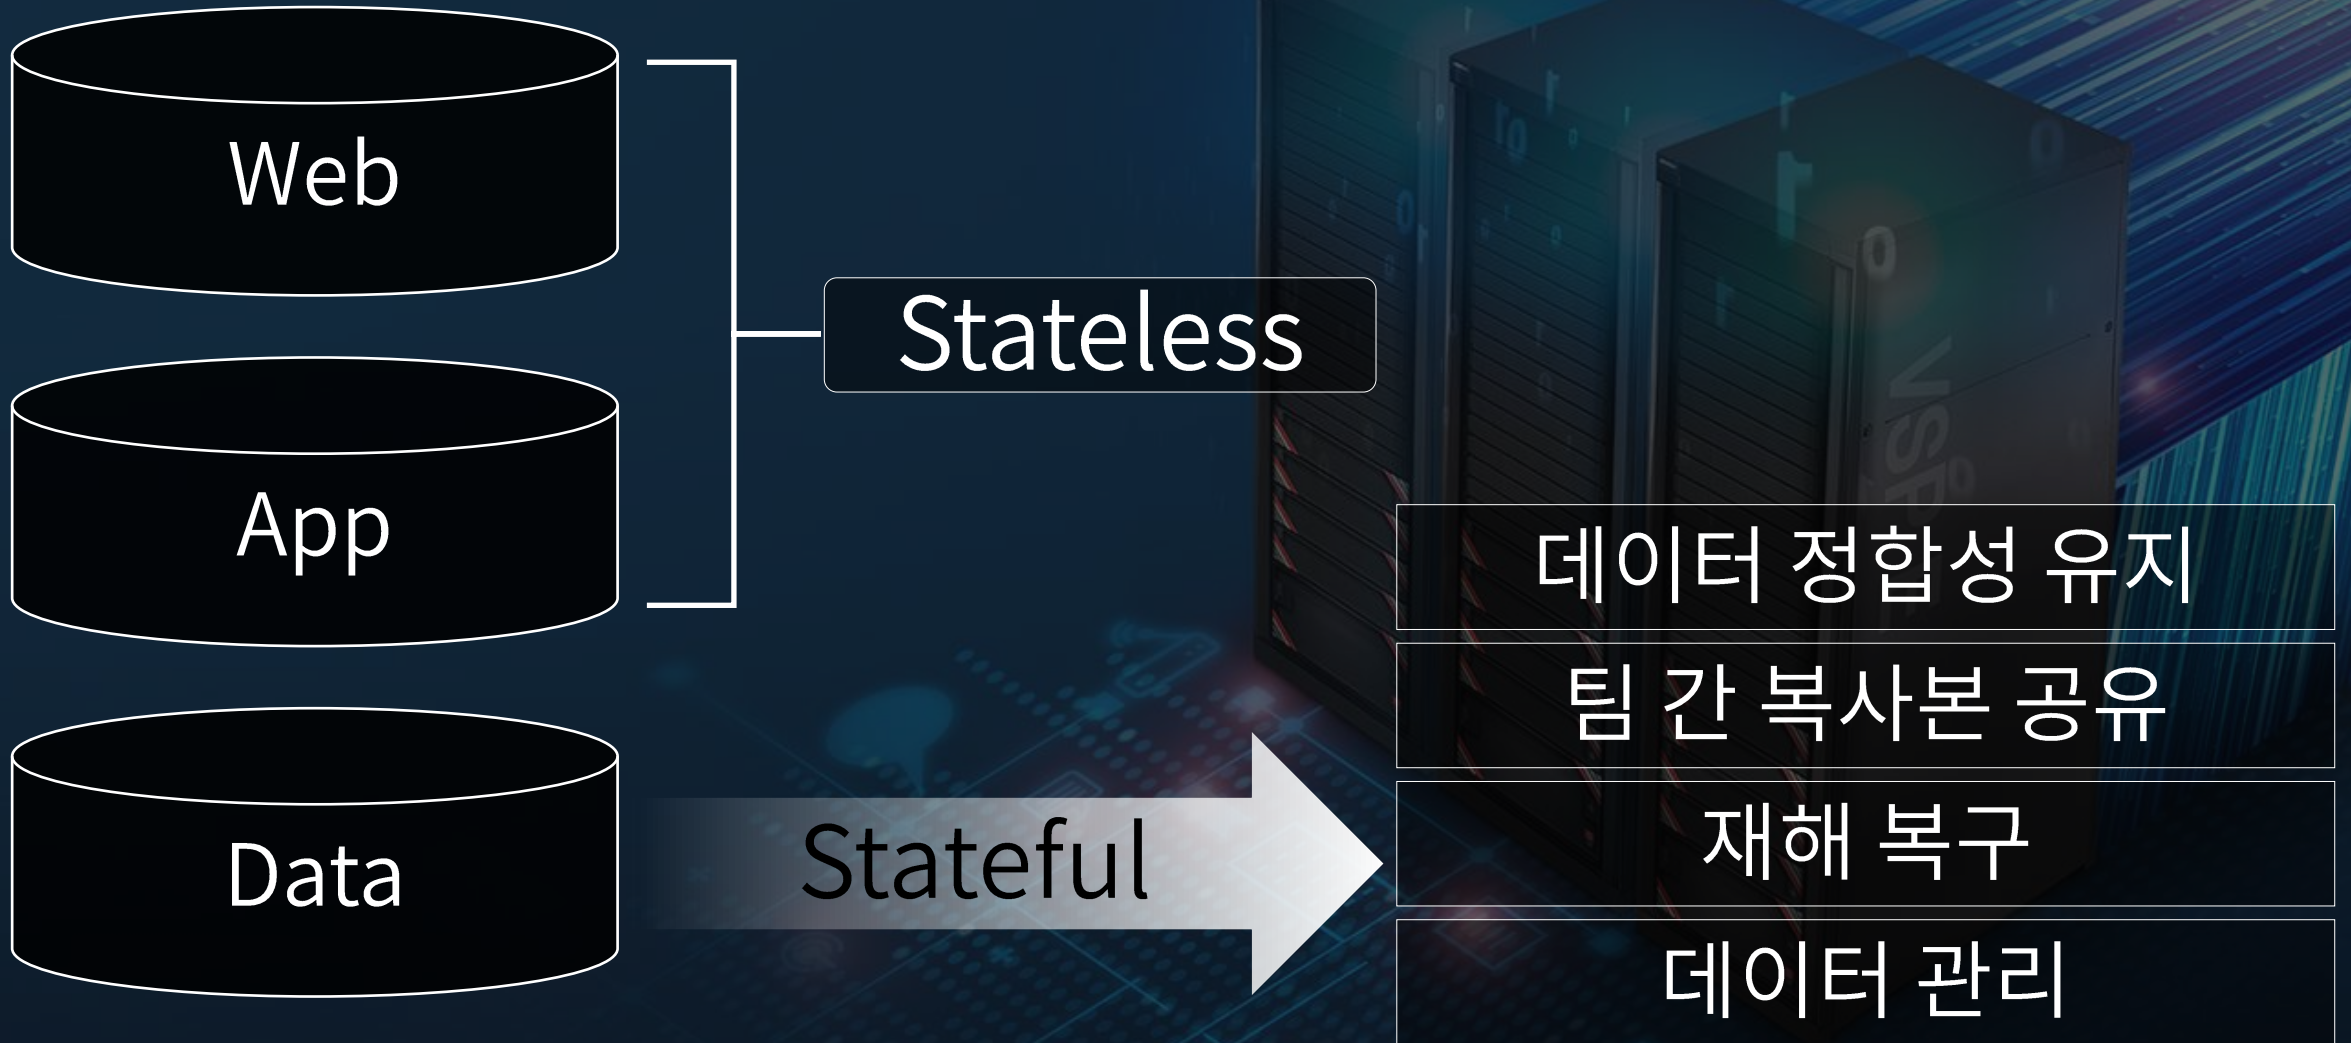 Web
App
Data
Stateless
Stateful
데이터 정합성 유지
팀 간 복사본 공유
재해 복구
데이터 관리